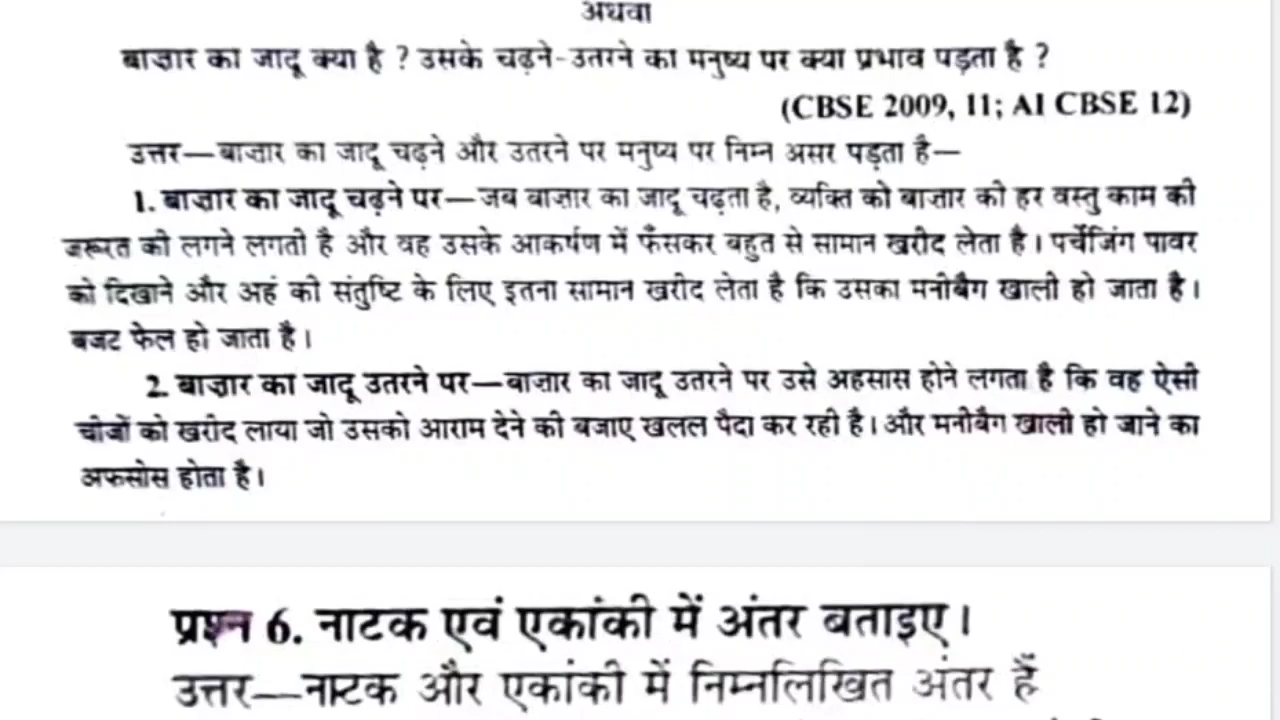 अथवा
बाज़ार का जादू क्या है ? उसके चढ़ने-उतरने का मनुष्य पर क्या प्रभाव पड़ता है ?
(CBSE 2009, 11; AI CBSE 12)
उत्तर—बाज़ार का जादू चढ़ने और उतरने पर मनुष्य पर निम्न असर पड़ता है—
1. बाज़ार का जादू चढ़ने पर—जब बाज़ार का जादू चढ़ता है, व्यक्ति को बाज़ार की हर वस्तु काम की
ज़रूरत की लगने लगती है और वह उसके आकर्षण में फँसकर बहुत से सामान खरीद लेता है। पर्चेजिंग पावर
को दिखाने और अहं की संतुष्टि के लिए इतना सामान खरीद लेता है कि उसका मनीबैग खाली हो जाता है।
बजट फेल हो जाता है।
2. बाज़ार का जादू उतरने पर—बाज़ार का जादू उतरने पर उसे अहसास होने लगता है कि वह ऐसी
चीजों को खरीद लाया जो उसको आराम देने की बजाए खलल पैदा कर रही है। और मनीबैग खाली हो जाने का
अफसोस होता है।
प्रश्न 6. नाटक एवं एकांकी में अंतर बताइए।
उत्तर—नाटक और एकांकी में निम्नलिखित अंतर हैं